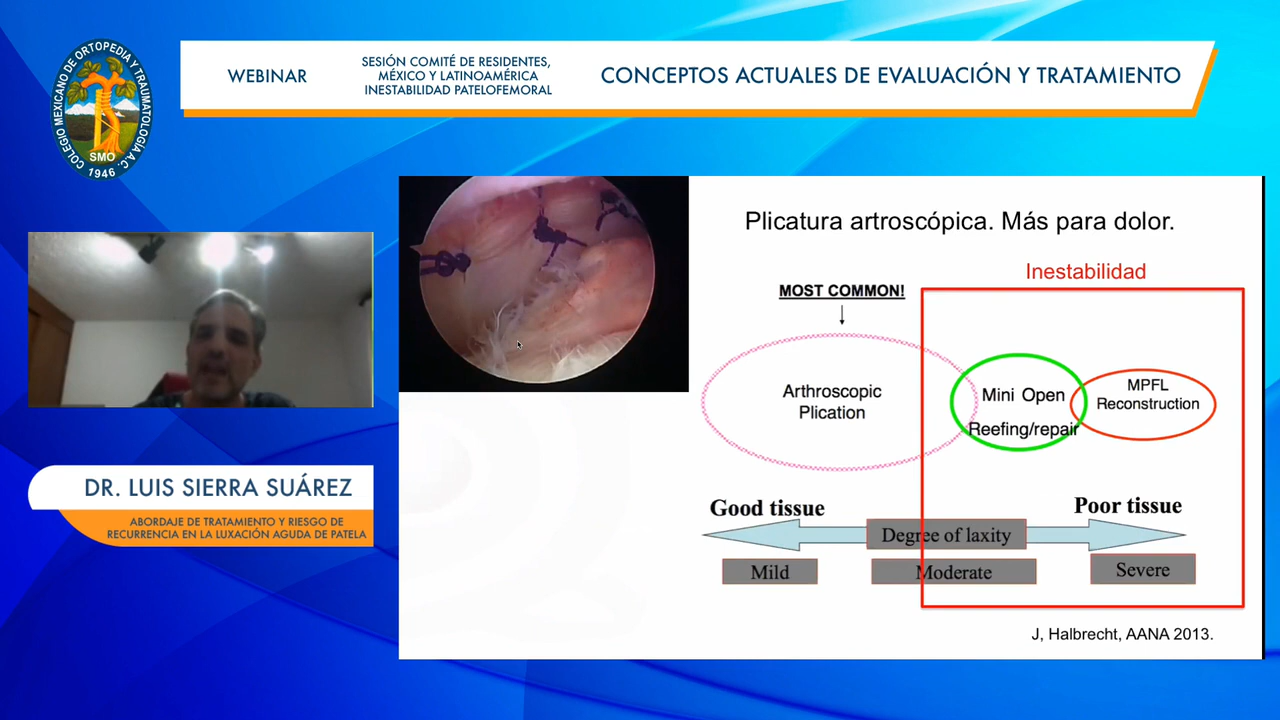 COLEGIO MEXICANO DE ORTOPEDIA Y TRAUMATOLOGIA A.C.
SMO
1946
WEBINAR
SESIÓN COMITÉ DE RESIDENTES,
MÉXICO Y LATINOAMÉRICA
INESTABILIDAD PATELOFEMORAL
CONCEPTOS ACTUALES DE EVALUACIÓN Y TRATAMIENTO
DR. LUIS SIERRA SUÁREZ
ABORDAJE DE TRATAMIENTO Y RIESGO DE
RECURRENCIA EN LA LUXACIÓN AGUDA DE PATELA
Plicatura artroscópica. Más para dolor.
Inestabilidad
MOST COMMON!
Arthroscopic
Plication
Mini Open
Reefing/repair
MPFL
Reconstruction
Good tissue
Poor tissue
Degree of laxity
Mild
Moderate
Severe
J, Halbrecht, AANA 2013.